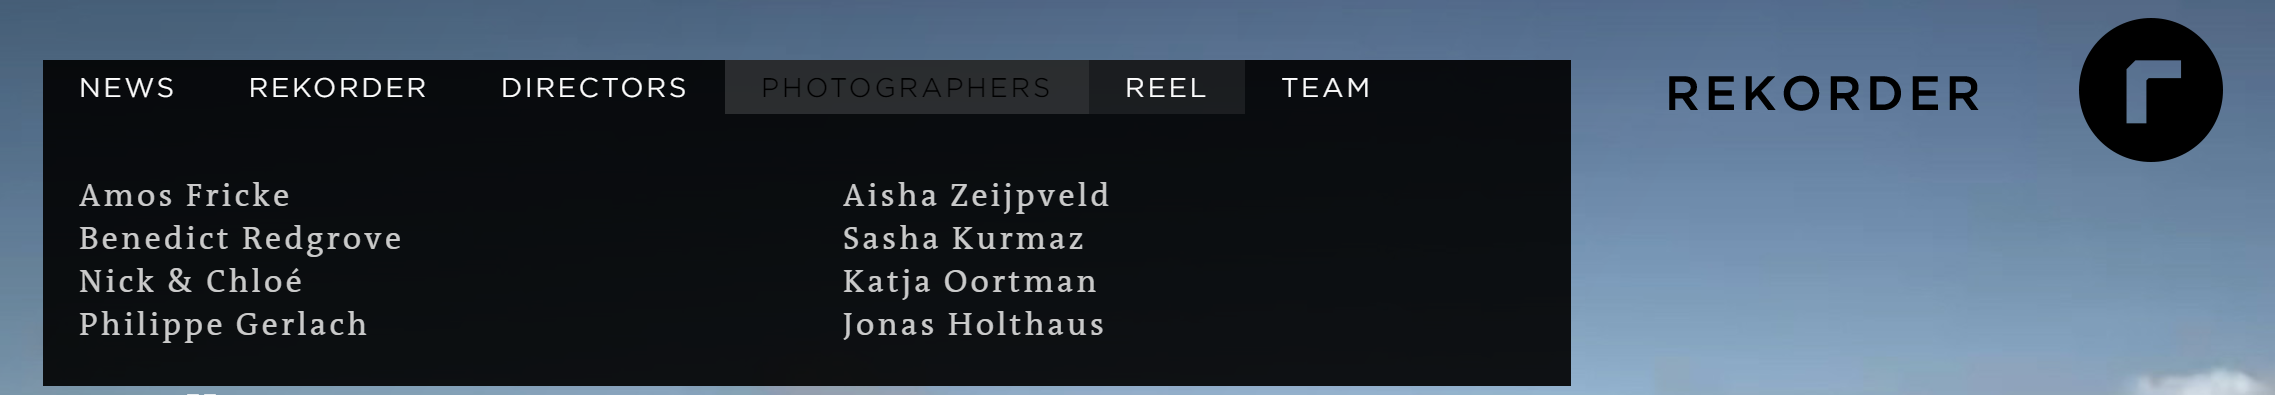 NEWS REKORDER DIRECTORS PHOTOGRAPHERS REEL TEAM
REKORDER
r
Amos Fricke
Benedict Redgrove
Nick & Chloé
Philippe Gerlach
Aisha Zeijpveld
Sasha Kurmaz
Katja Oortman
Jonas Holthaus